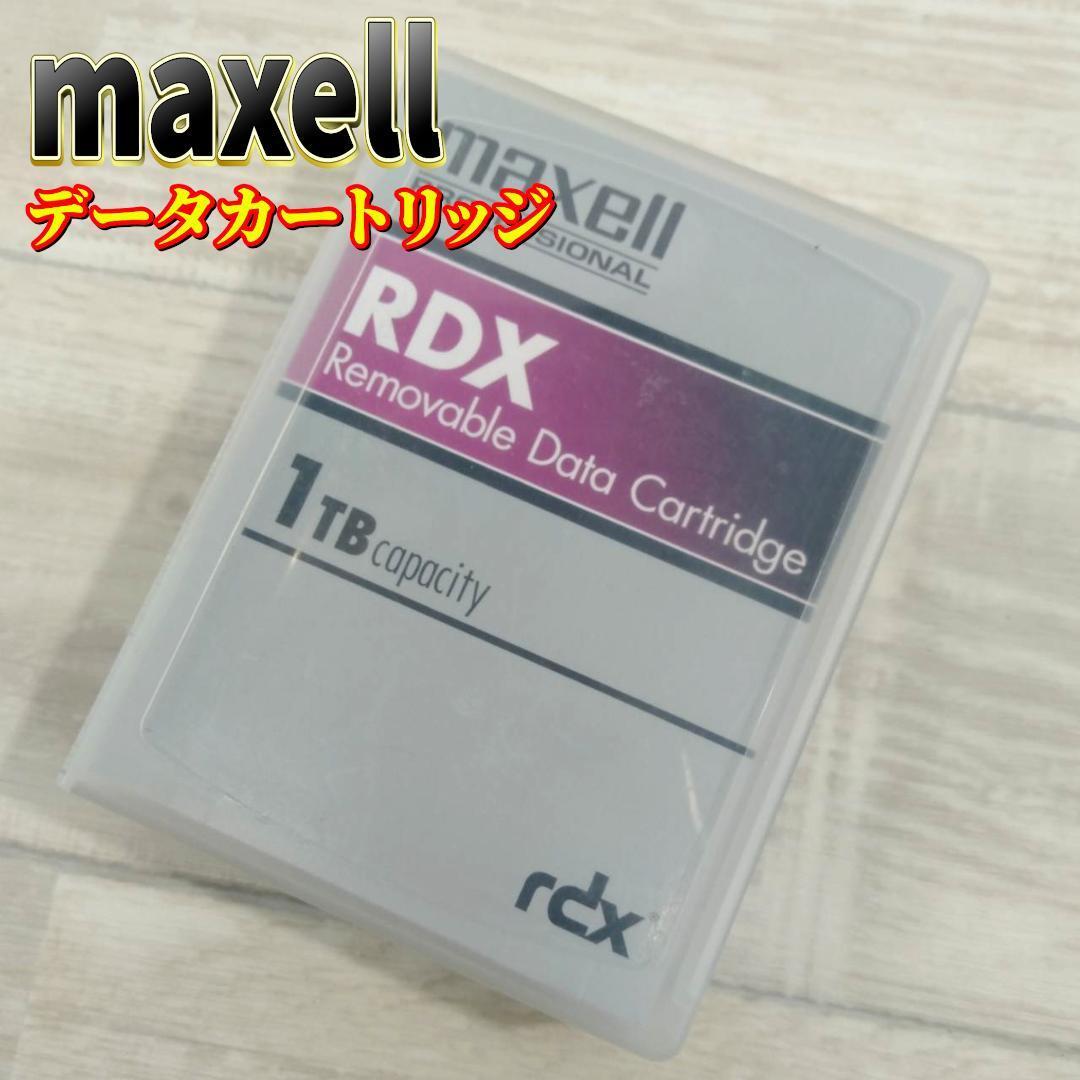 maxell
データカートリッジ
maxell
PROFESSIONAL
RDX
Removable Data Cartridge
1TB capacity
rdx